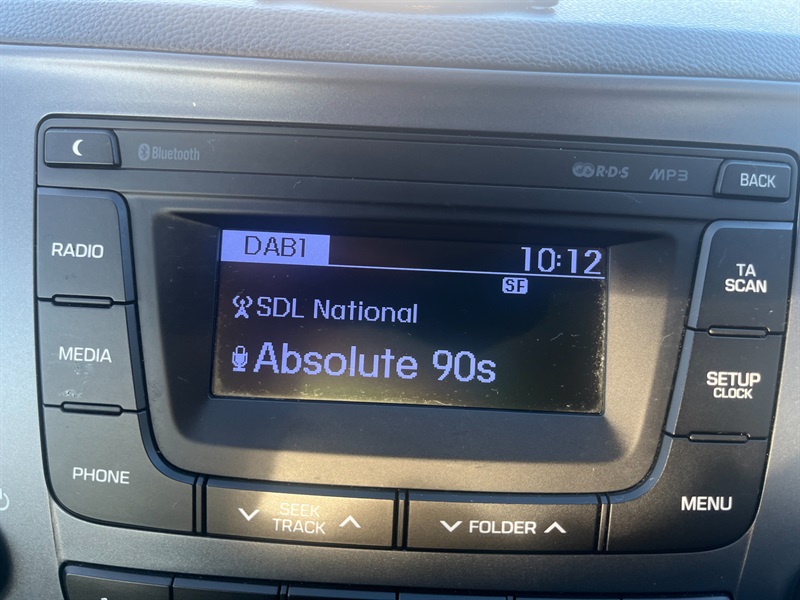 Bluetooth
RDS MP3
BACK
RADIO
MEDIA
PHONE
DAB1 10:12
SF
SDL National
Absolute 90s
TA
SCAN
SETUP
CLOCK
MENU
SEEK
TRACK
FOLDER